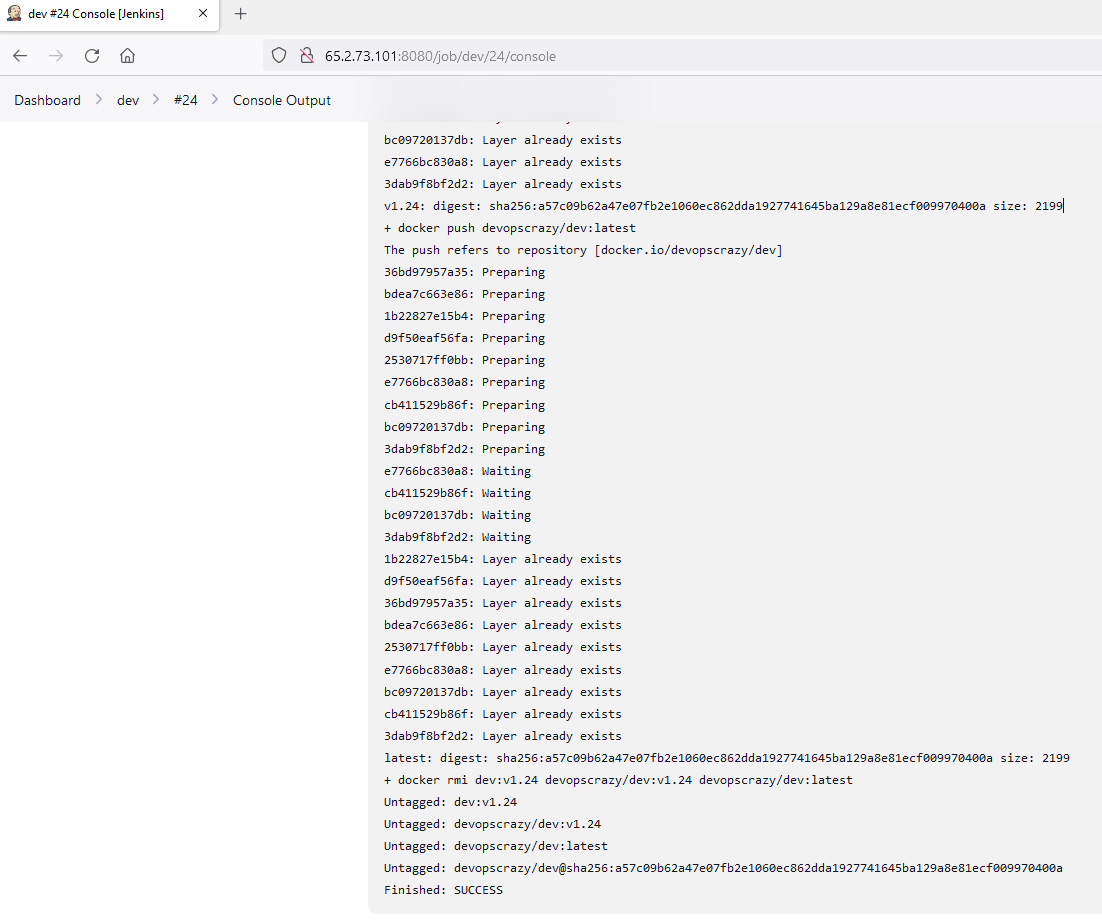 dev #24 Console [Jenkins]
65.2.73.101:8080/job/dev/24/console
Dashboard > dev > #24 > Console Output
bc09720137db: Layer already exists
e7766bc830a8: Layer already exists
3dab9f8bf2d2: Layer already exists
v1.24: digest: sha256:a57c09b62a47e07fb2e1060ec862dda1927741645ba129a8e81ecf009970400a size: 2199
+ docker push devopscrazy/dev:latest
The push refers to repository [docker.io/devopscrazy/dev]
36bd97957a35: Preparing
bdea7c663e86: Preparing
1b22827e15b4: Preparing
d9f50eaf56fa: Preparing
2530717ff0bb: Preparing
e7766bc830a8: Preparing
cb411529b86f: Preparing
bc09720137db: Preparing
3dab9f8bf2d2: Preparing
e7766bc830a8: Waiting
cb411529b86f: Waiting
bc09720137db: Waiting
3dab9f8bf2d2: Waiting
1b22827e15b4: Layer already exists
d9f50eaf56fa: Layer already exists
36bd97957a35: Layer already exists
bdea7c663e86: Layer already exists
2530717ff0bb: Layer already exists
e7766bc830a8: Layer already exists
bc09720137db: Layer already exists
cb411529b86f: Layer already exists
3dab9f8bf2d2: Layer already exists
latest: digest: sha256:a57c09b62a47e07fb2e1060ec862dda1927741645ba129a8e81ecf009970400a size: 2199
+ docker rmi dev:v1.24 devopscrazy/dev:v1.24 devopscrazy/dev:latest
Untagged: dev:v1.24
Untagged: devopscrazy/dev:v1.24
Untagged: devopscrazy/dev:latest
Untagged: devopscrazy/dev@sha256:a57c09b62a47e07fb2e1060ec862dda1927741645ba129a8e81ecf009970400a
Finished: SUCCESS